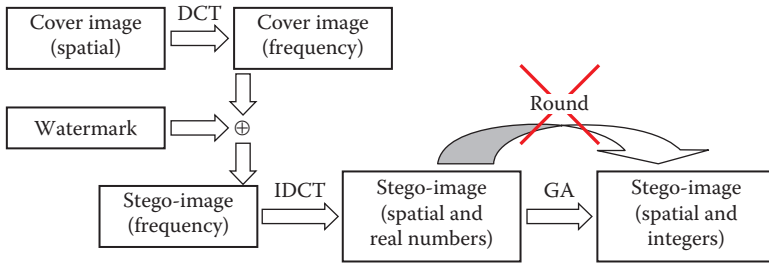 DCT
Cover image
(spatial)
Cover image
(frequency)
Watermark
⊕
Round
Stego-image
(frequency)
IDCT
Stego-image
(spatial and
real numbers)
GA
Stego-image
(spatial and
integers)